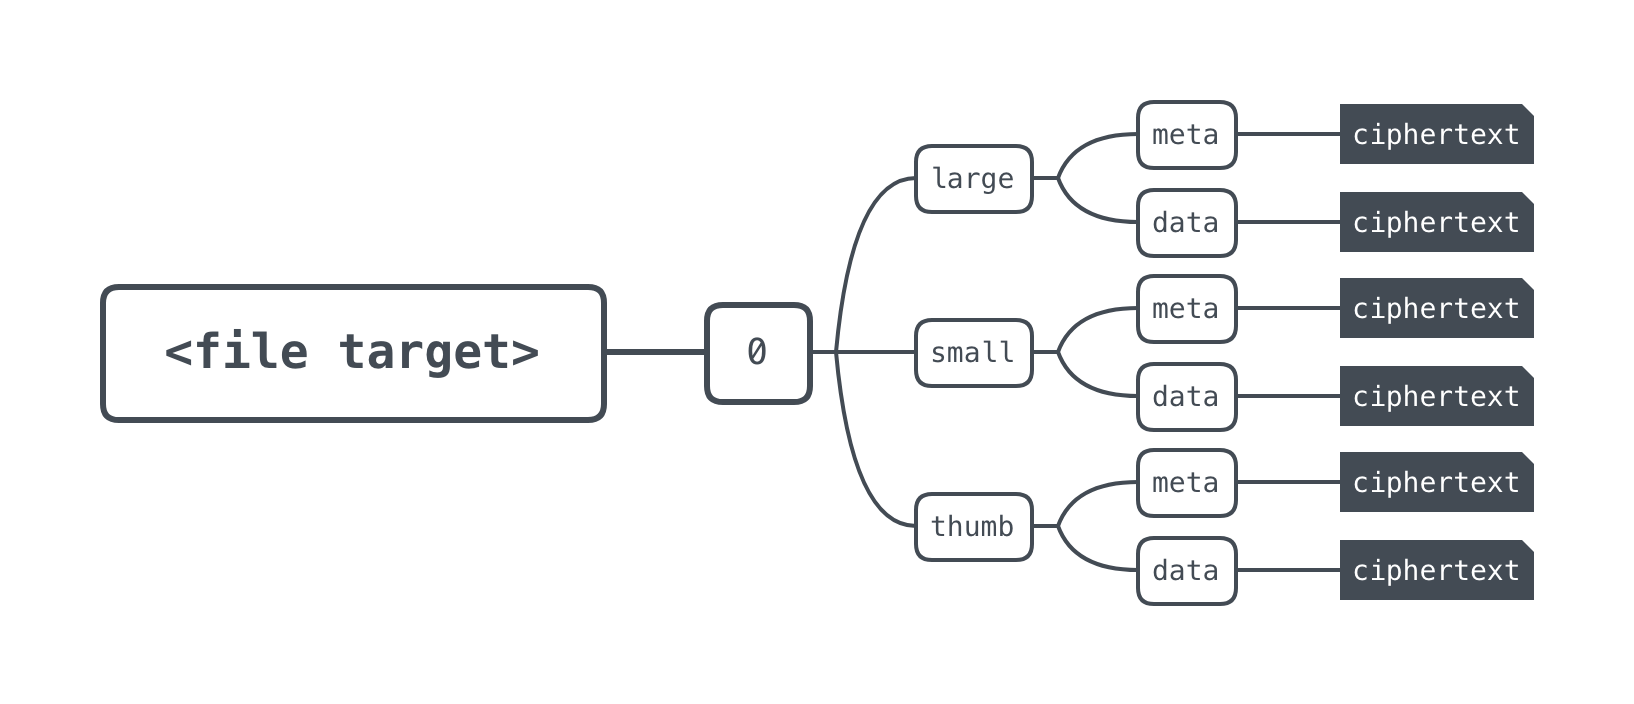 <file target>
0
large
meta
ciphertext
data
ciphertext
small
meta
ciphertext
data
ciphertext
thumb
meta
ciphertext
data
ciphertext